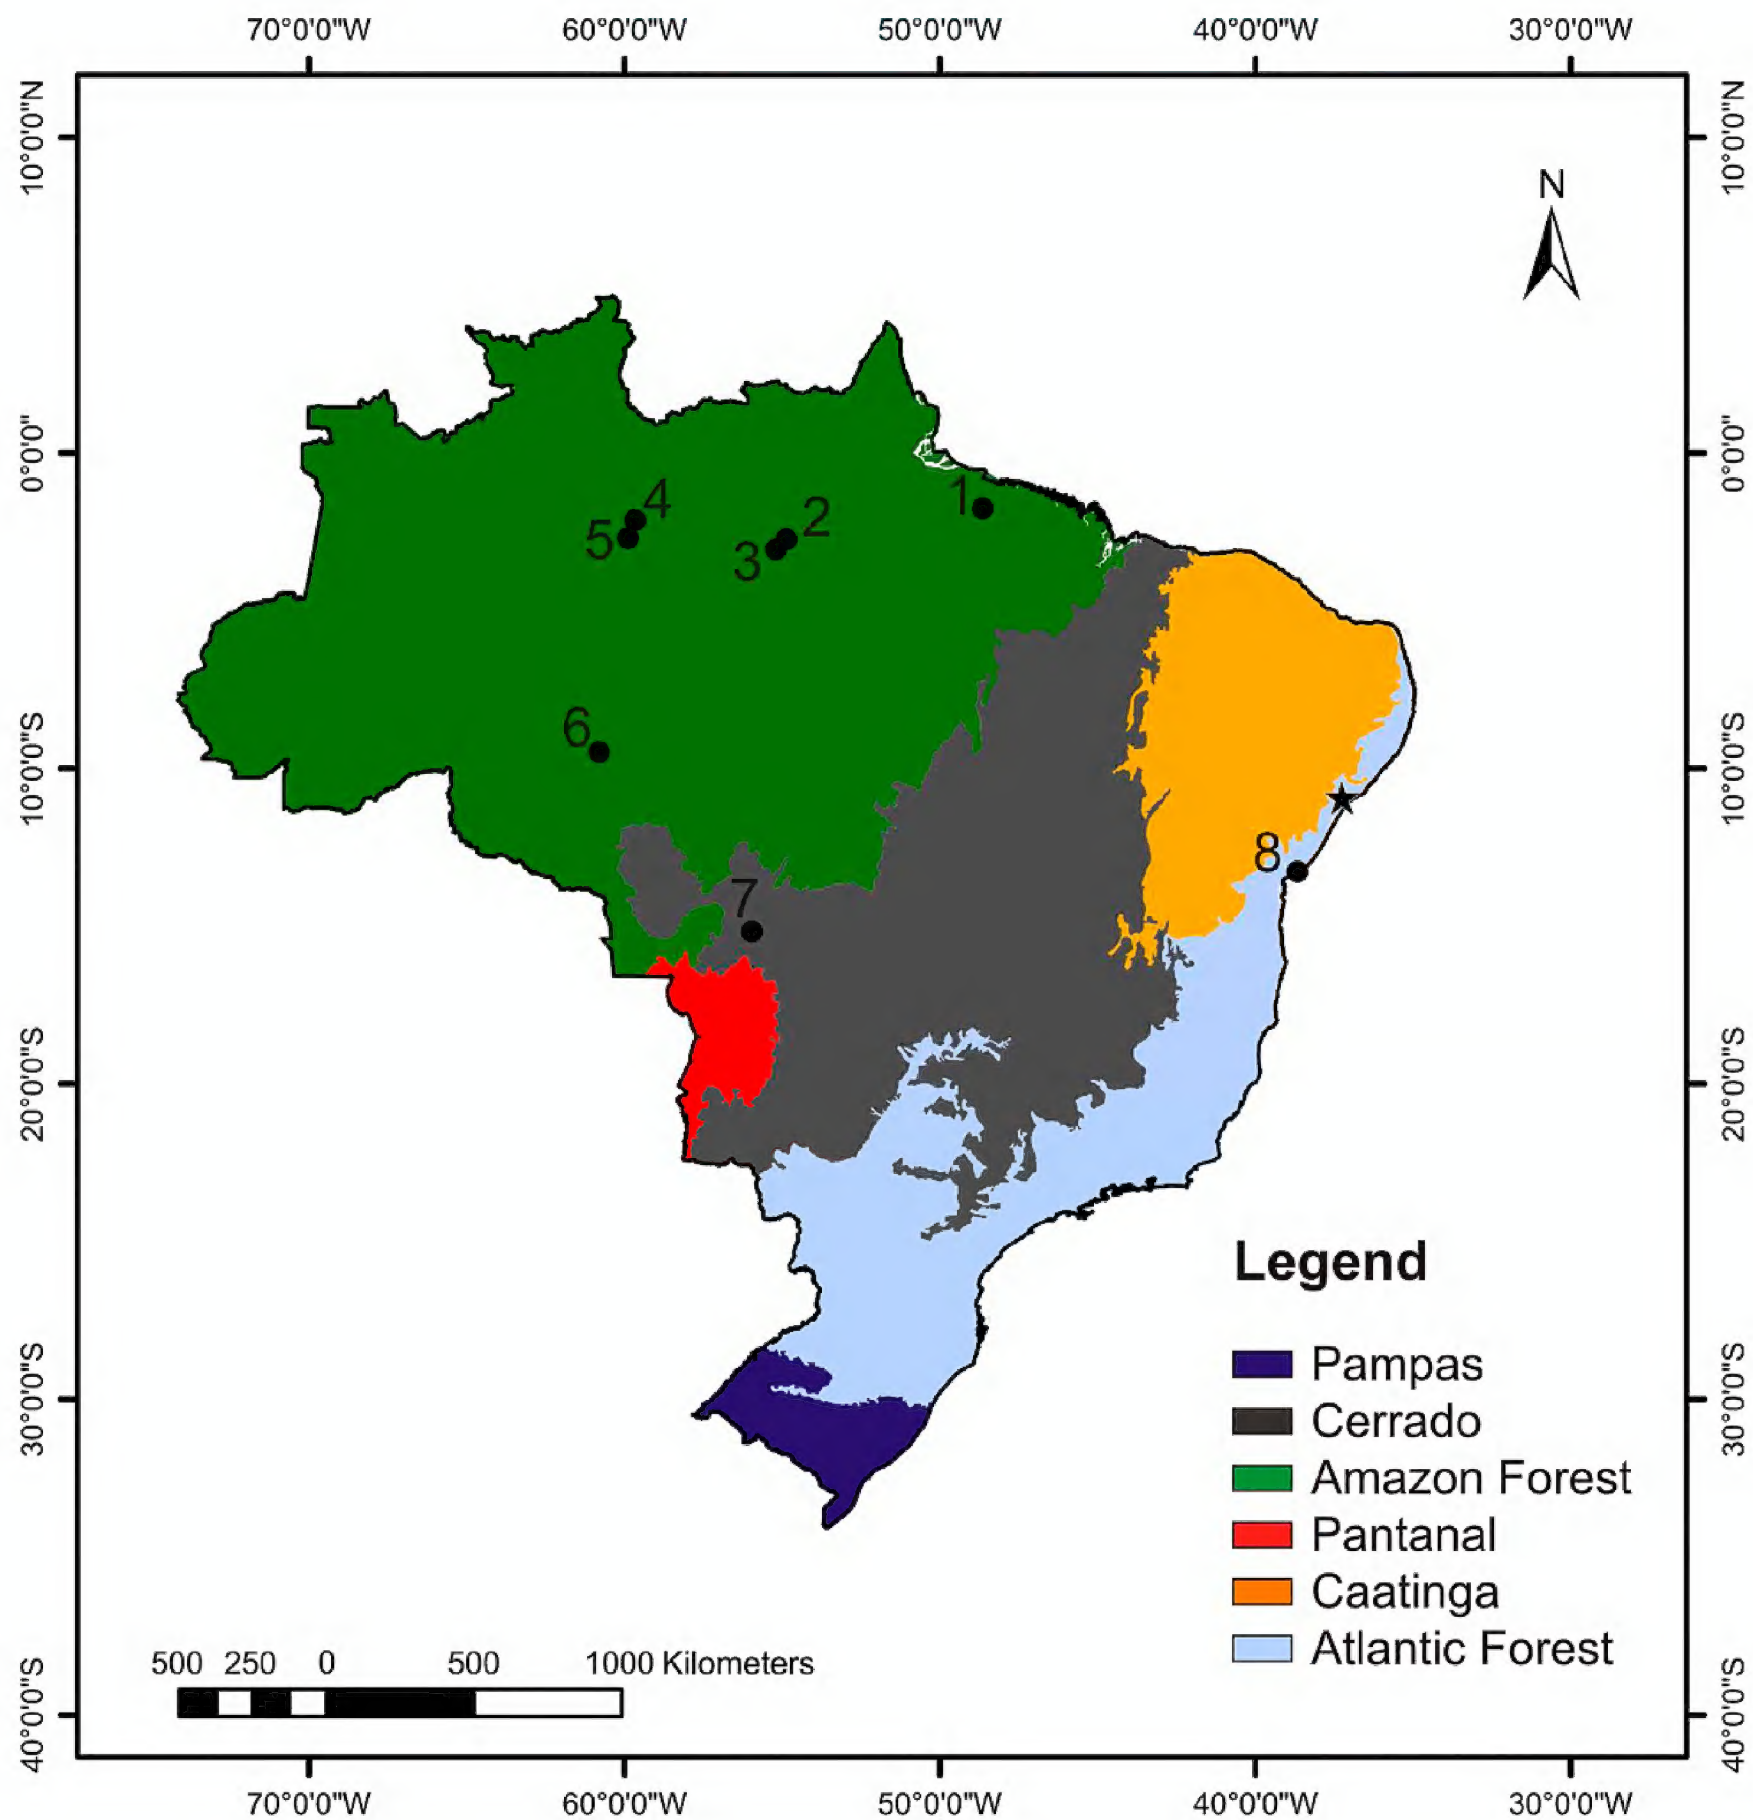 70°0'0"W 60°0'0"W 50°0'0"W 40°0'0"W 30°0'0"W
10°0'0"N
10°0'0"N
N
0°0'0"
0°0'0"
4
5
2
3
1
6
10°0'0"S
10°0'0"S
8
7
20°0'0"S
20°0'0"S
Legend
Pampas
30°0'0"S
30°0'0"S
Cerrado
Amazon Forest
Pantanal
Caatinga
Atlantic Forest
500 250 0 500 1000 Kilometers
40°0'0"S
40°0'0"S
70°0'0"W 60°0'0"W 50°0'0"W 40°0'0"W 30°0'0"W